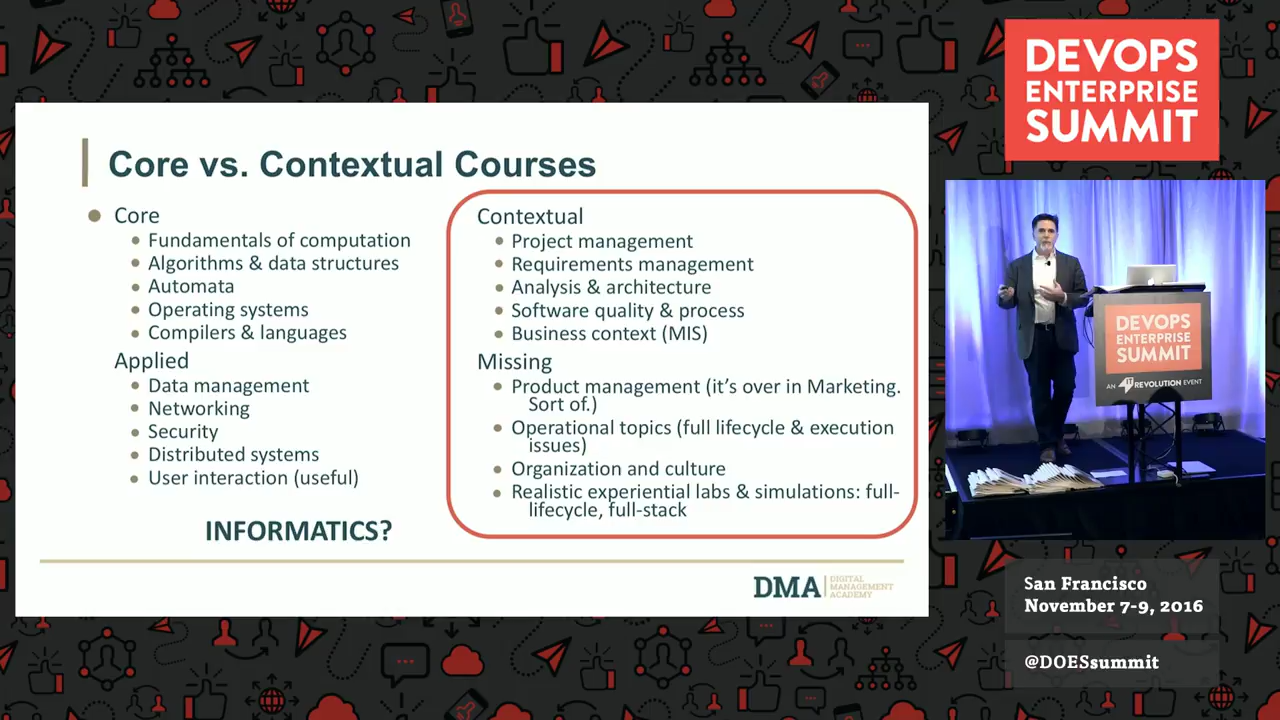 DEVOPS
ENTERPRISE
SUMMIT
Core vs. Contextual Courses
Core
Fundamentals of computation
Algorithms & data structures
Automata
Operating systems
Compilers & languages
Applied
Data management
Networking
Security
Distributed systems
User interaction (useful)
INFORMATICS?
Contextual
Project management
Requirements management
Analysis & architecture
Software quality & process
Business context (MIS)
Missing
Product management (it's over in Marketing.
Sort of.)
Operational topics (full lifecycle & execution
issues)
Organization and culture
Realistic experiential labs & simulations: full-
lifecycle, full-stack
DMA
DIGITAL
MANAGEMENT
ACADEMY
DEVOPS
ENTERPRISE
SUMMIT
AN IT REVOLUTION EVENT
San Francisco
November 7-9, 2016
@DOESsummit